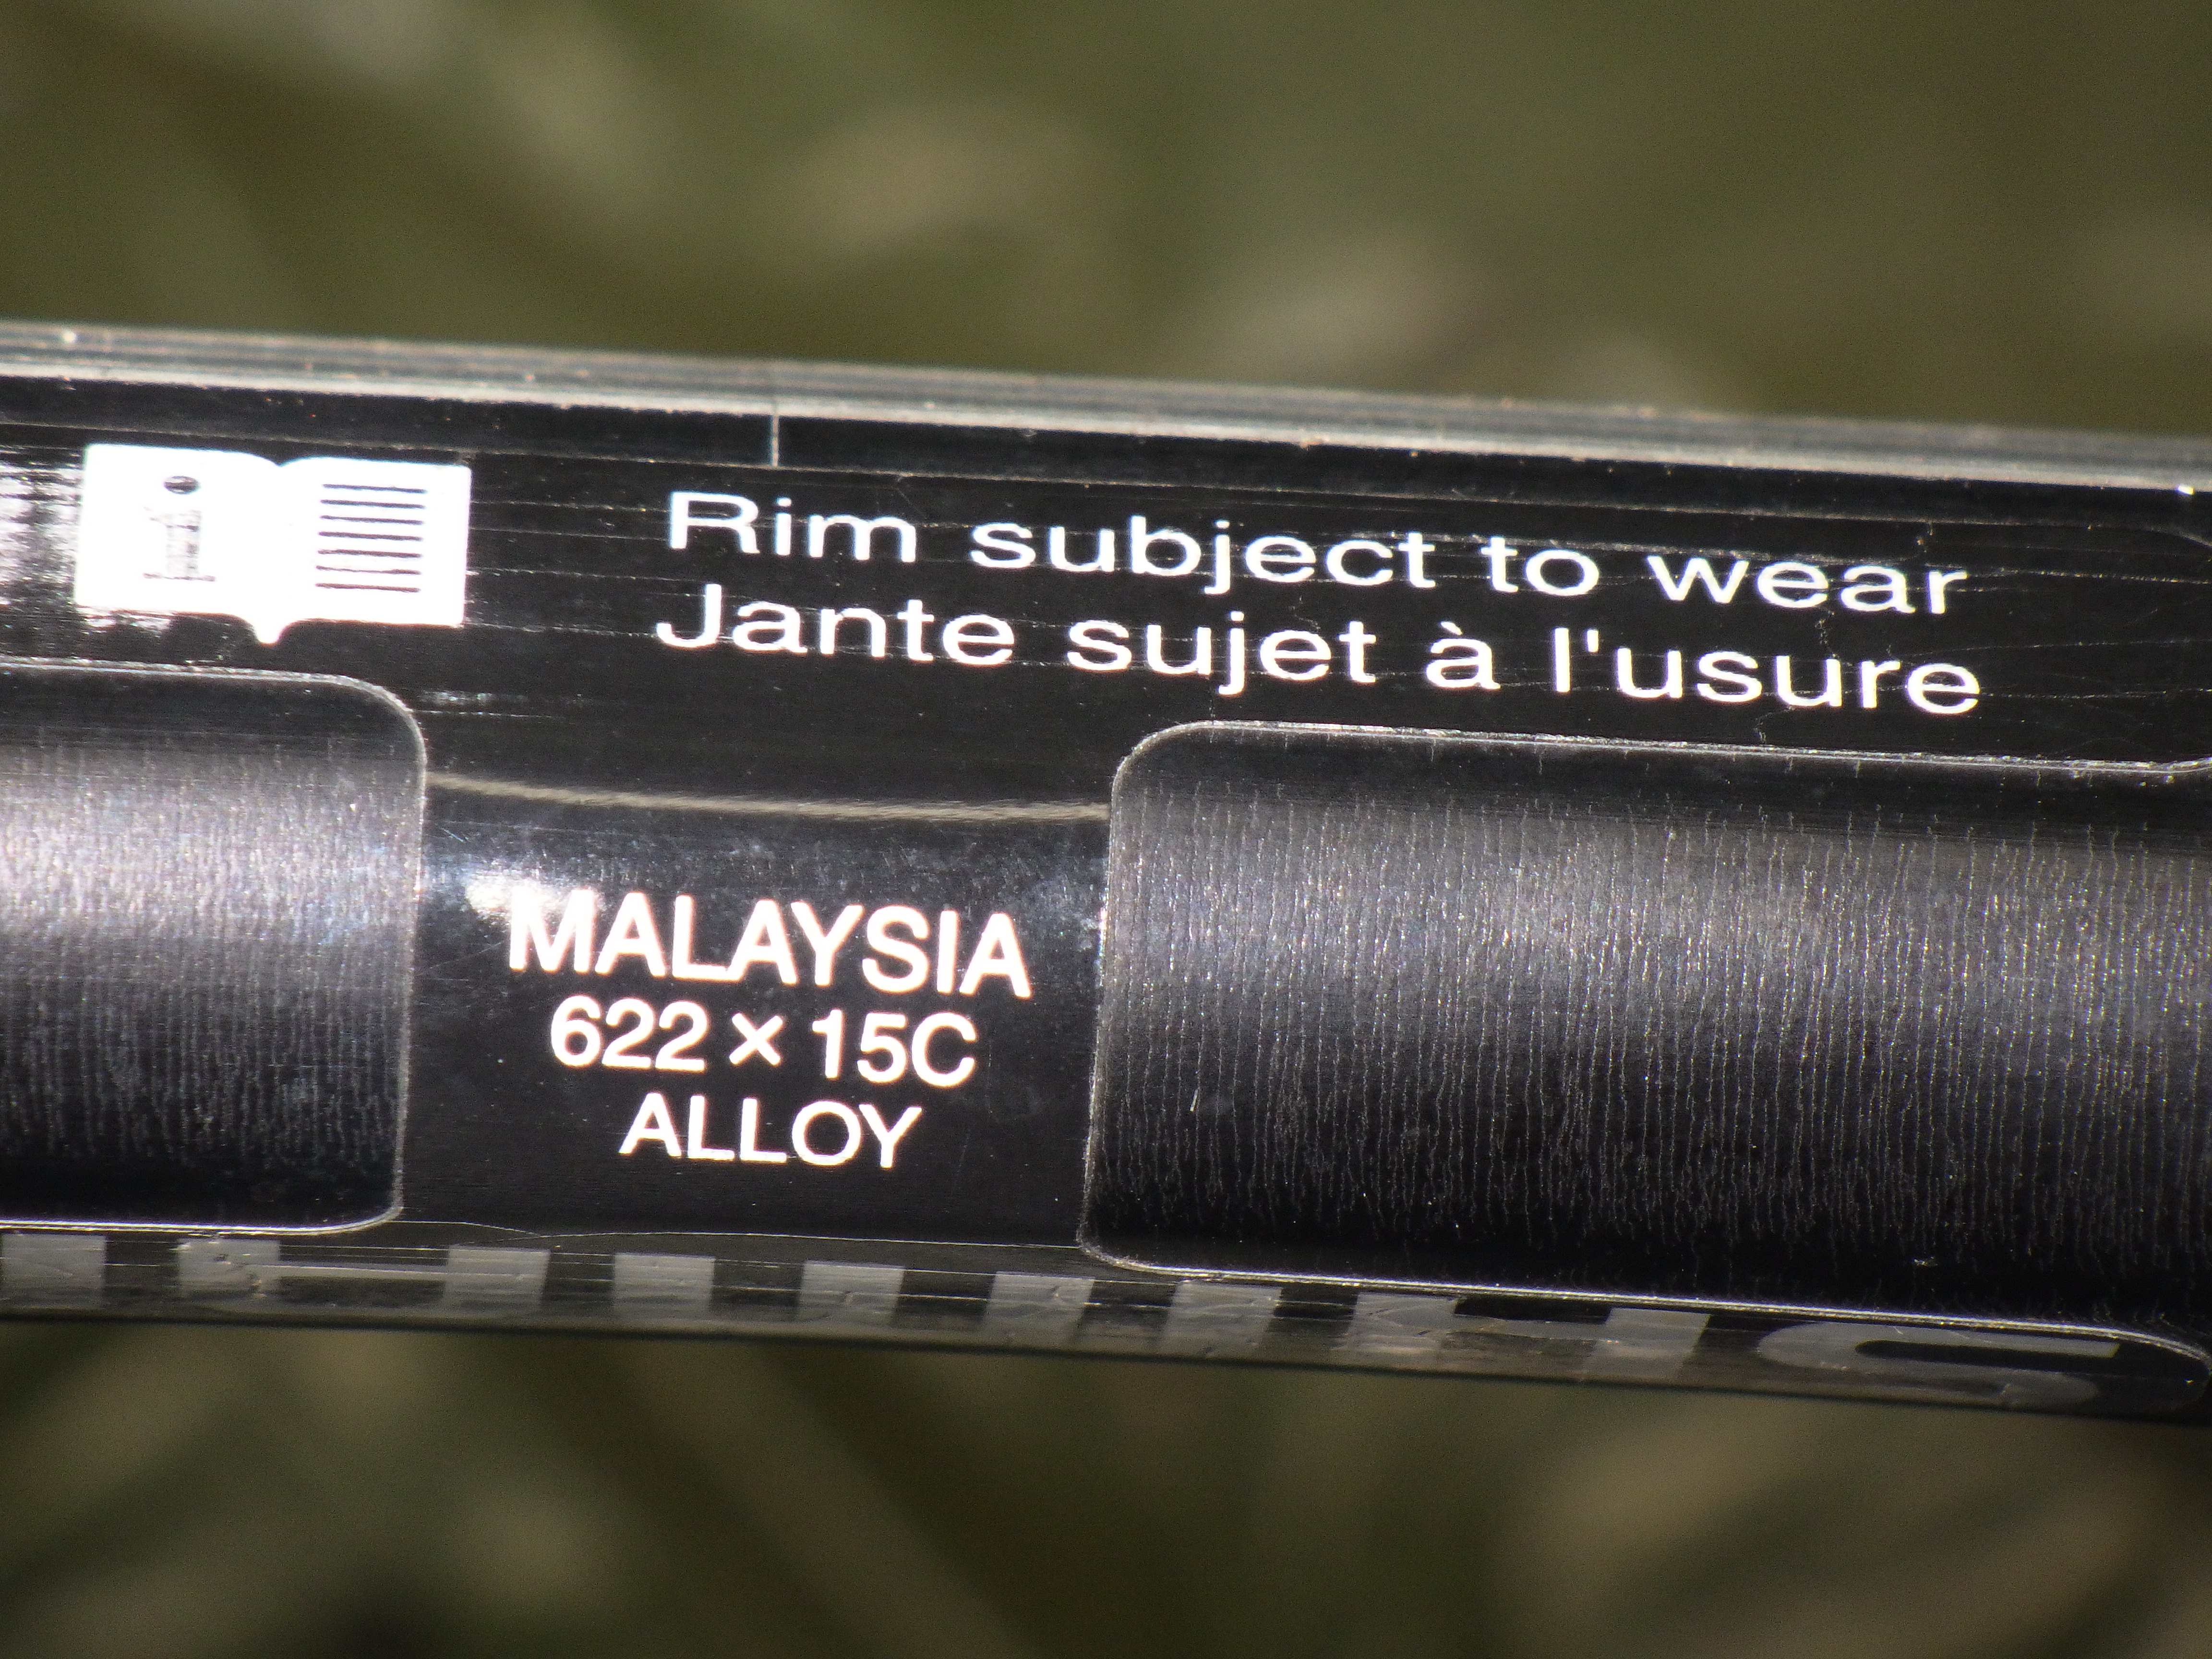 i
Rim subject to wear
Jante sujet à l'usure
MALAYSIA
622 × 15C
ALLOY